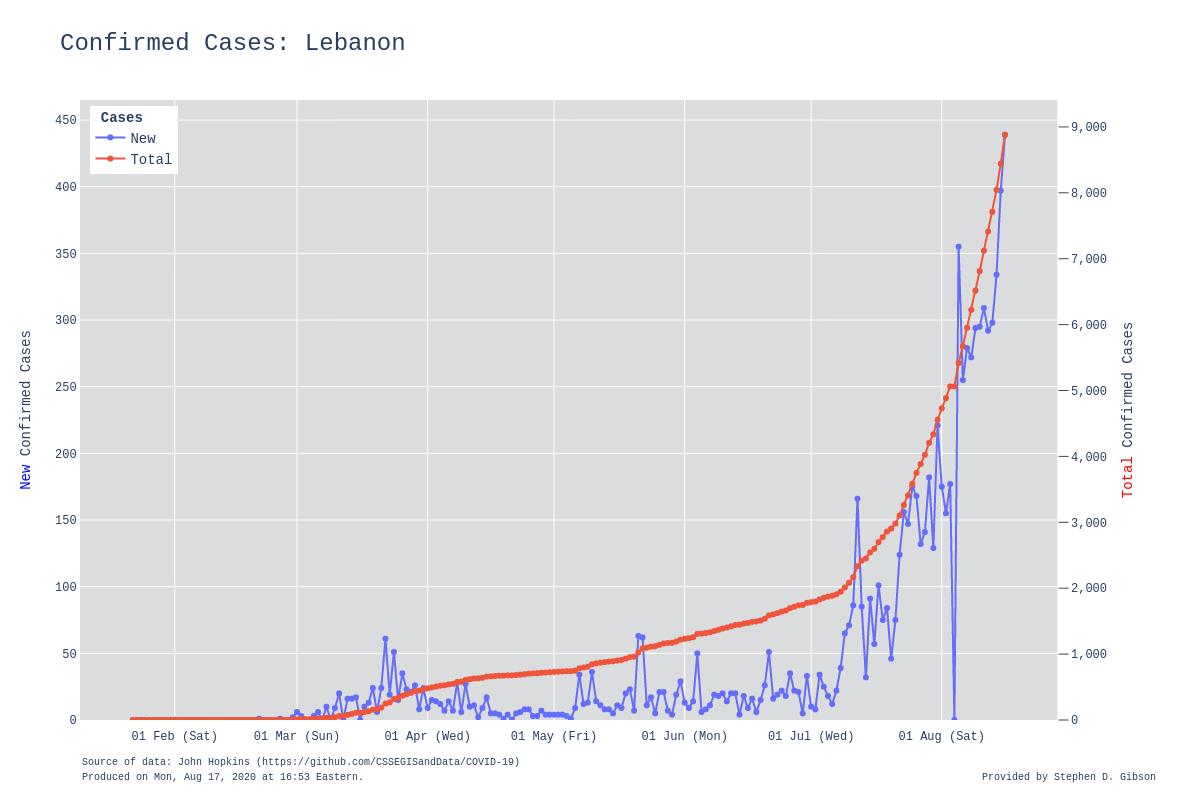 Confirmed Cases: Lebanon
Cases
New
Total
450
400
350
300
250
200
150
100
50
0
9,000
8,000
7,000
6,000
5,000
4,000
3,000
2,000
1,000
0
New Confirmed Cases
Total Confirmed Cases
01 Feb (Sat)
01 Mar (Sun)
01 Apr (Wed)
01 May (Fri)
01 Jun (Mon)
01 Jul (Wed)
01 Aug (Sat)
Source of data: John Hopkins (https://github.com/CSSEGISandData/COVID-19)
Produced on Mon, Aug 17, 2020 at 16:53 Eastern.
Provided by Stephen D. Gibson